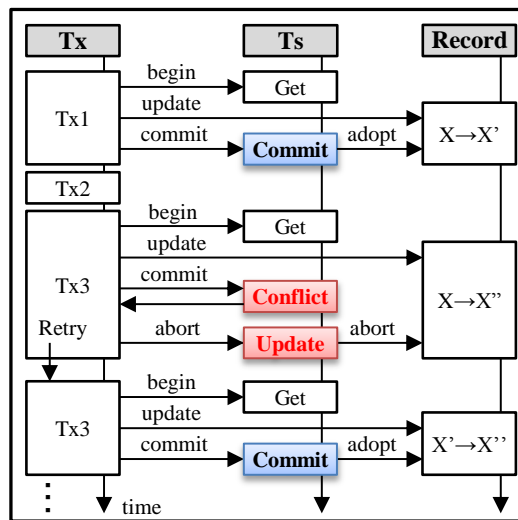 Tx Ts Record
begin
Get
update
Tx1
X→X’
commit
Commit
adopt
Tx2
begin
Get
update
Tx3
commit
Conflict
X→X”
Retry
abort
Update
abort
begin
Get
update
Tx3
X’→X’’
commit
Commit
adopt
⋮
time